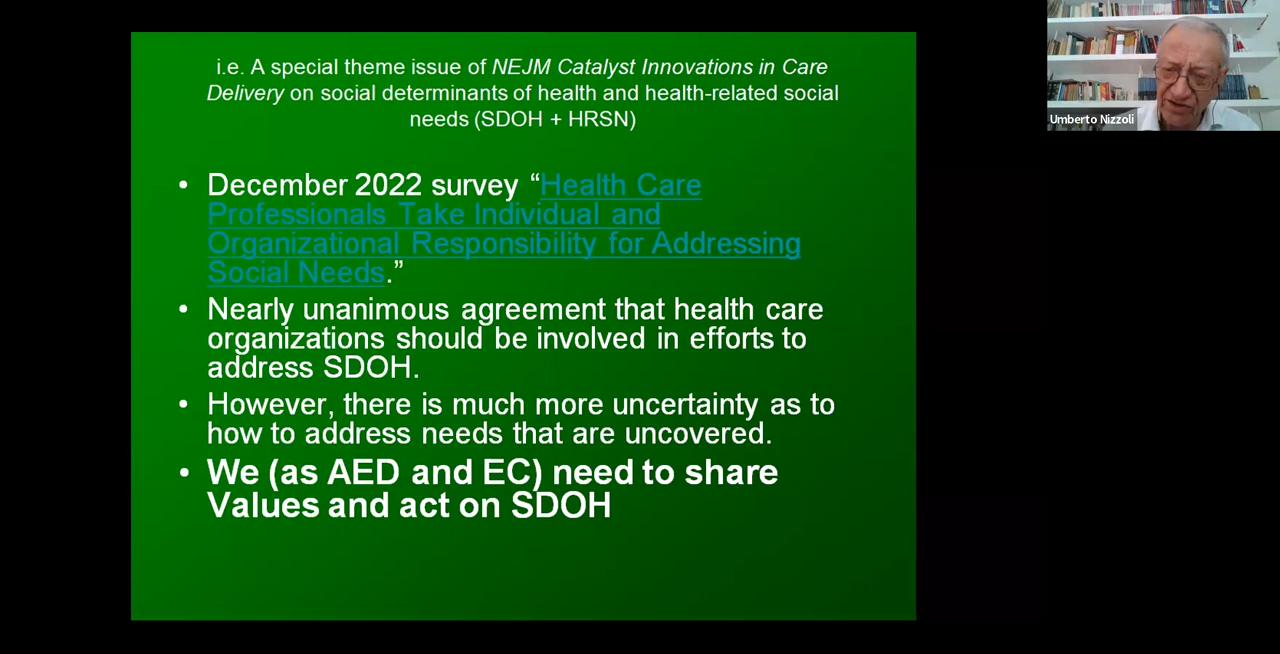 i.e. A special theme issue of NEJM Catalyst Innovations in Care
Delivery on social determinants of health and health-related social
needs (SDOH + HRSN)
• December 2022 survey “Health Care
Professionals Take Individual and
Organizational Responsibility for Addressing
Social Needs.”
• Nearly unanimous agreement that health care
organizations should be involved in efforts to
address SDOH.
• However, there is much more uncertainty as to
how to address needs that are uncovered.
• We (as AED and EC) need to share
Values and act on SDOH
Umberto Nizzoli